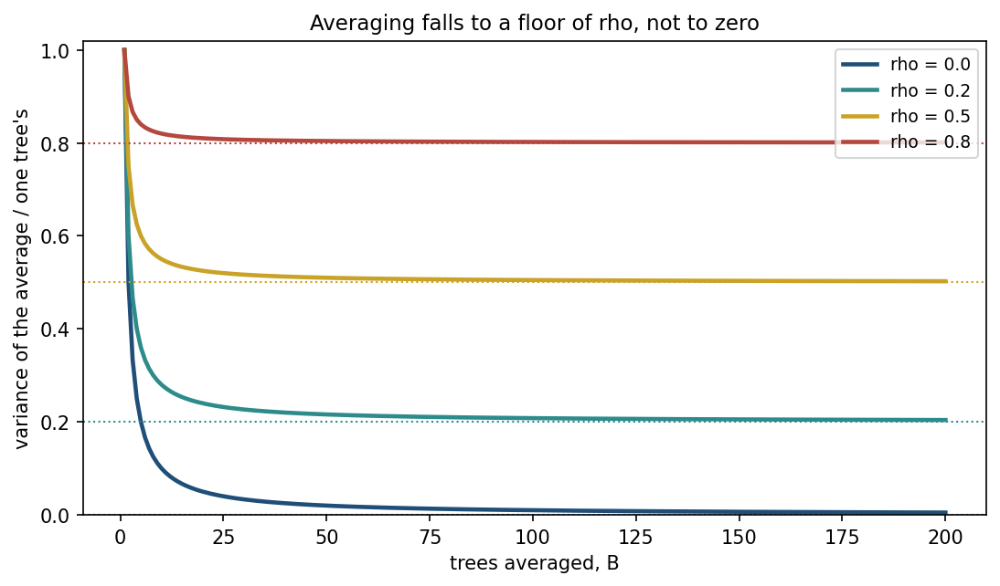 Averaging falls to a floor of rho, not to zero
variance of the average / one tree's
1.0
0.8
0.6
0.4
0.2
0.0
rho = 0.0
rho = 0.2
rho = 0.5
rho = 0.8
0 25 50 75 100 125 150 175 200
trees averaged, B